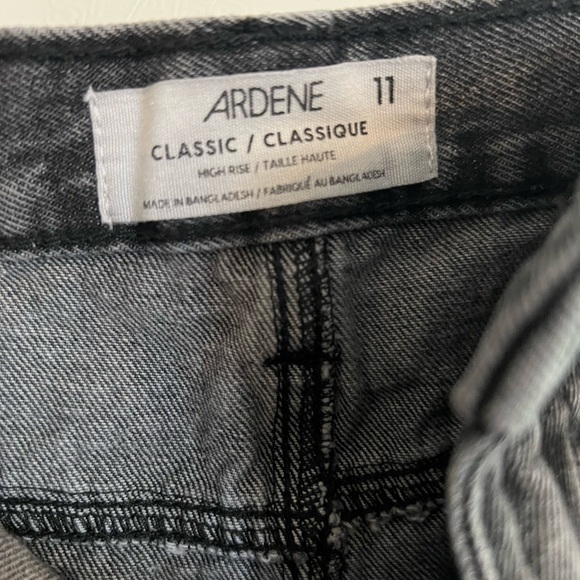 ARDENE 11
CLASSIC / CLASSIQUE
HIGH RISE / TAILLE HAUTE
MADE IN BANGLADESH / FABRIQUÉ AU BANGLADESH